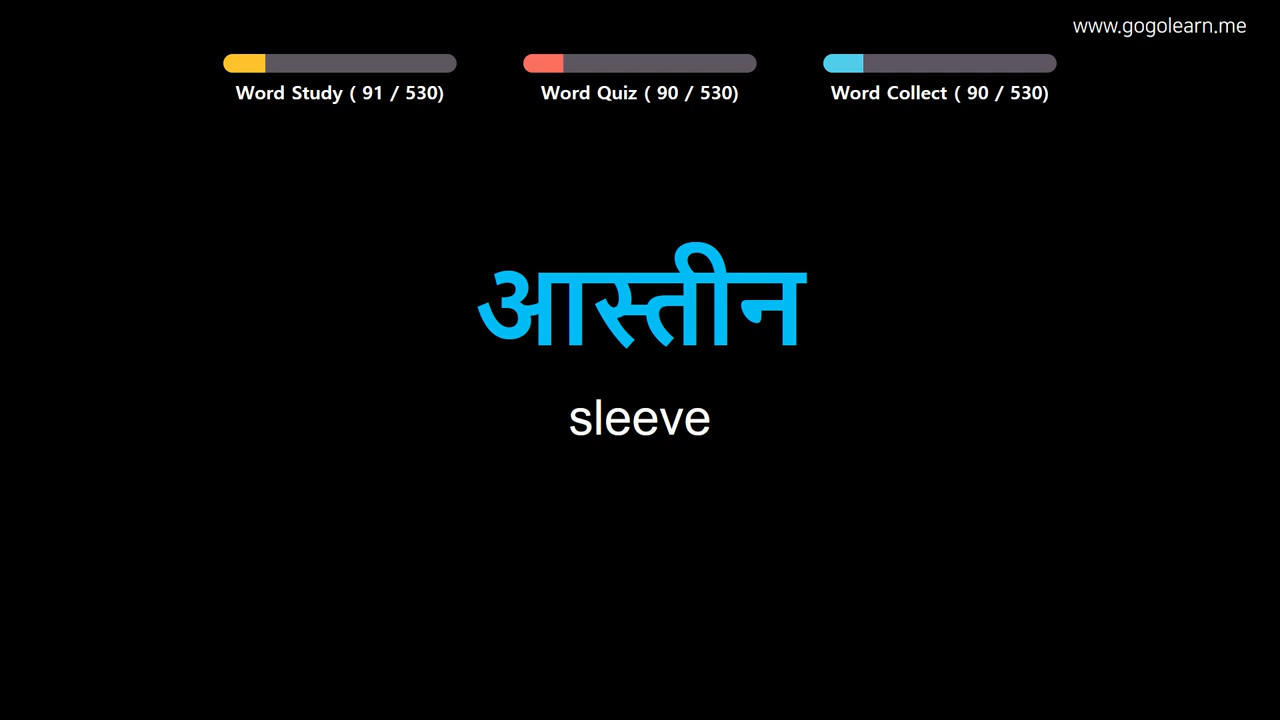 www.gogolearn.me
Word Study ( 91 / 530)
Word Quiz ( 90 / 530)
Word Collect ( 90 / 530)
आस्तीन
sleeve